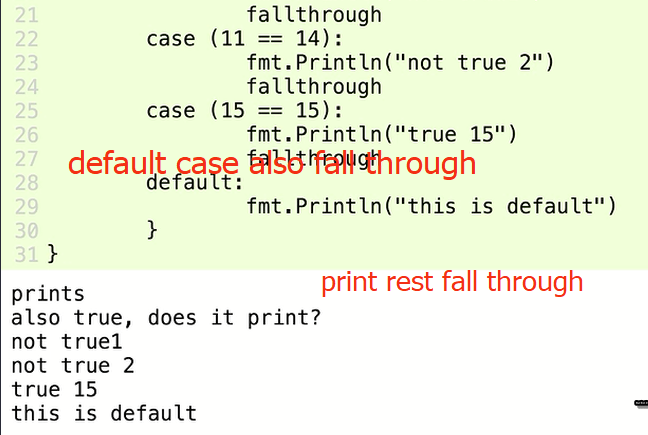 21 fallthrough
22 case (11 == 14):
23 fmt.Println("not true 2")
24 fallthrough
25 case (15 == 15):
26 fmt.Println("true 15")
27 fallthrough
default case also fall through
28 default:
29 fmt.Println("this is default")
30 }
31 }
print rest fall through
prints
also true, does it print?
not true1
not true 2
true 15
this is default